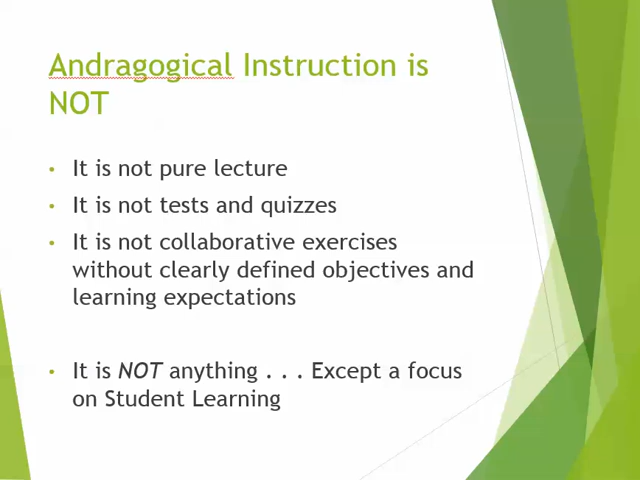 Andragogical Instruction is
NOT
• It is not pure lecture
• It is not tests and quizzes
• It is not collaborative exercises
without clearly defined objectives and
learning expectations
• It is NOT anything . . . Except a focus
on Student Learning